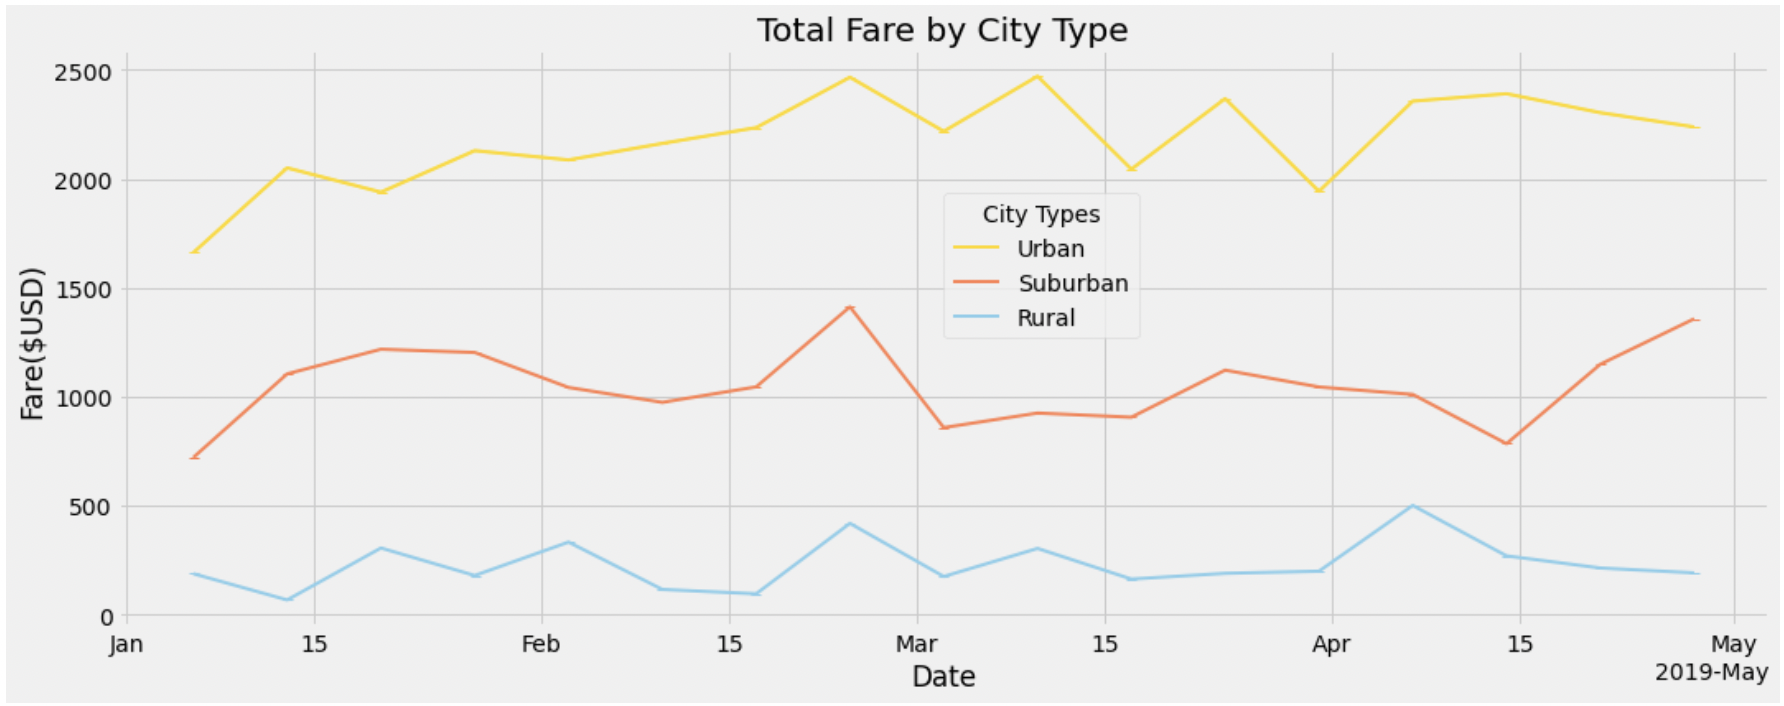 Total Fare by City Type
2500
2000
1500
1000
500
0
Fare($USD)
City Types
Urban
Suburban
Rural
Jan 15 Feb 15 Mar 15 Apr 15 May
2019-May
Date